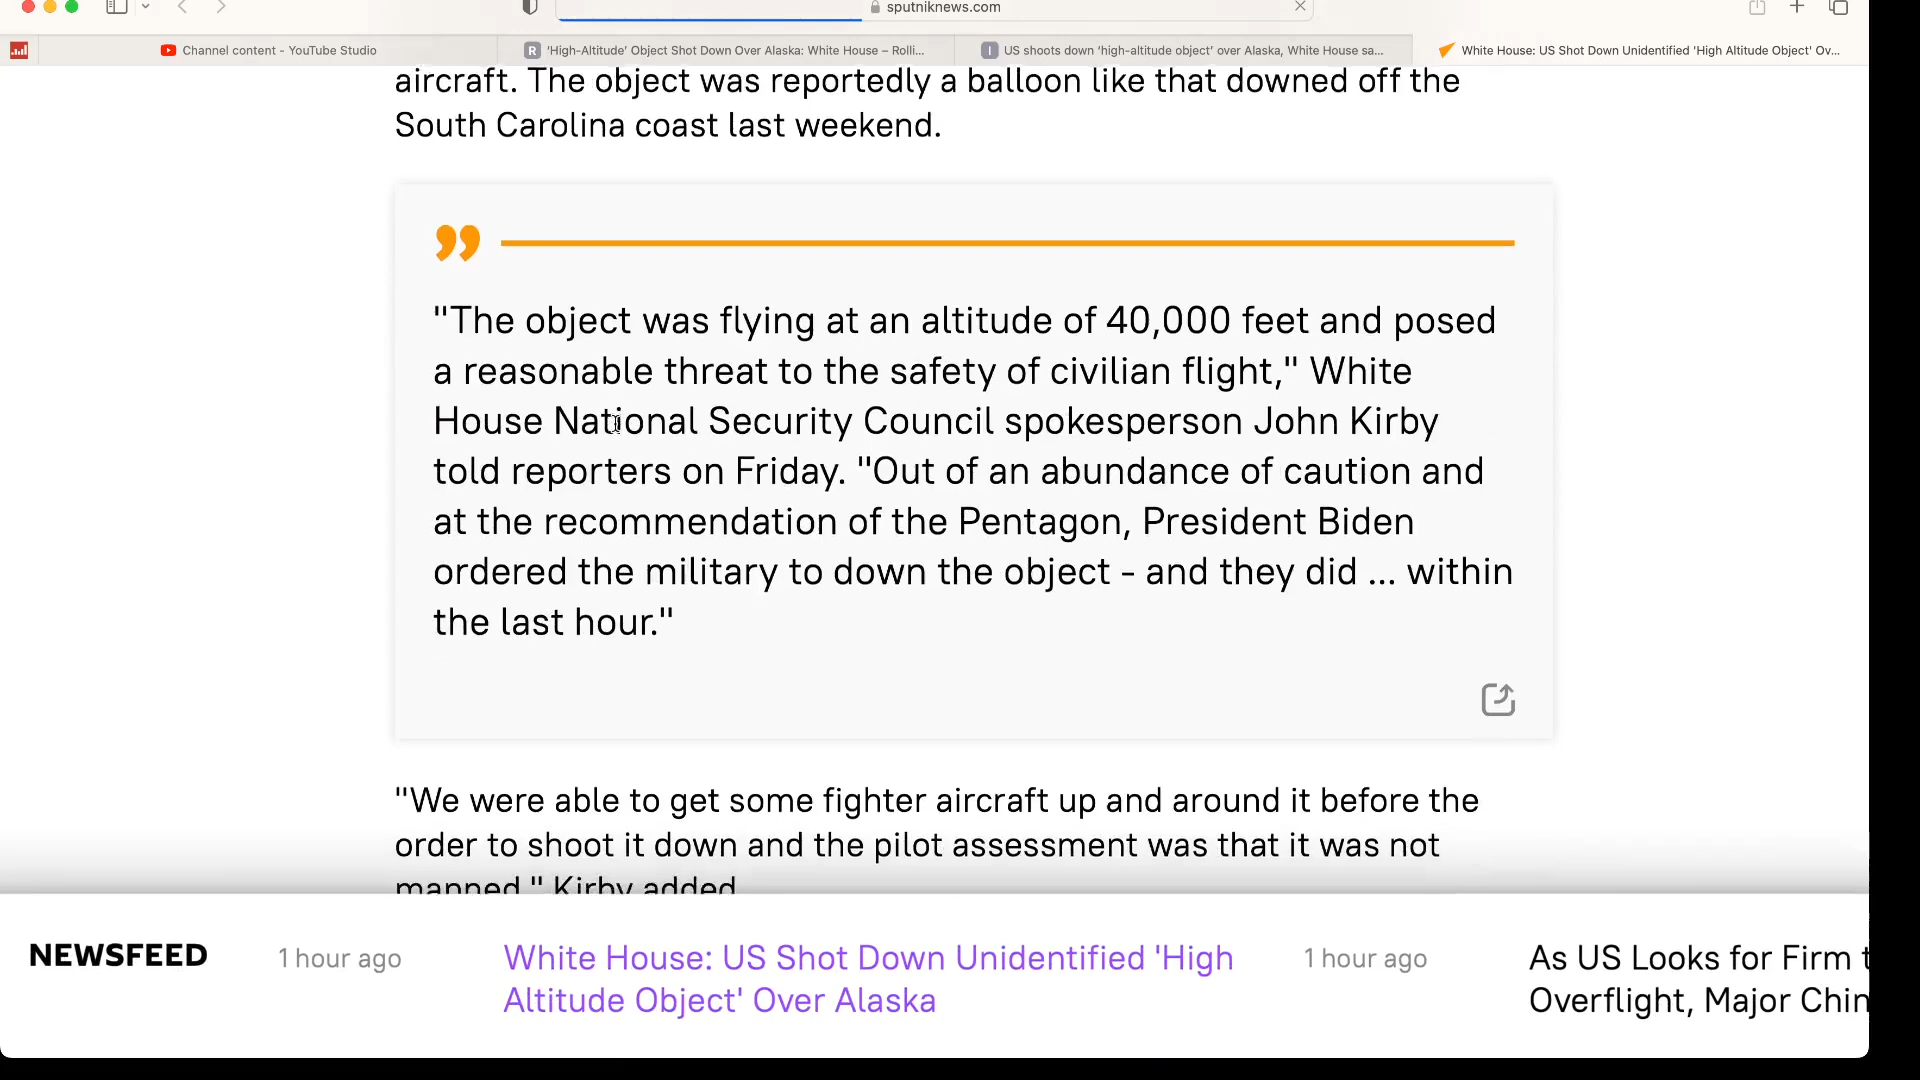 sputniknews.com
Channel content - YouTube Studio
'High-Altitude' Object Shot Down Over Alaska: White House – Rolli...
US shoots down 'high-altitude object' over Alaska, White House sa...
White House: US Shot Down Unidentified 'High Altitude Object' Ov...
aircraft. The object was reportedly a balloon like that downed off the
South Carolina coast last weekend.
"The object was flying at an altitude of 40,000 feet and posed
a reasonable threat to the safety of civilian flight," White
House National Security Council spokesperson John Kirby
told reporters on Friday. "Out of an abundance of caution and
at the recommendation of the Pentagon, President Biden
ordered the military to down the object - and they did ... within
the last hour."
"We were able to get some fighter aircraft up and around it before the
order to shoot it down and the pilot assessment was that it was not
manned," Kirby added.
NEWSFEED
1 hour ago
White House: US Shot Down Unidentified 'High
Altitude Object' Over Alaska
1 hour ago
As US Looks for Firm t
Overflight, Major Chin